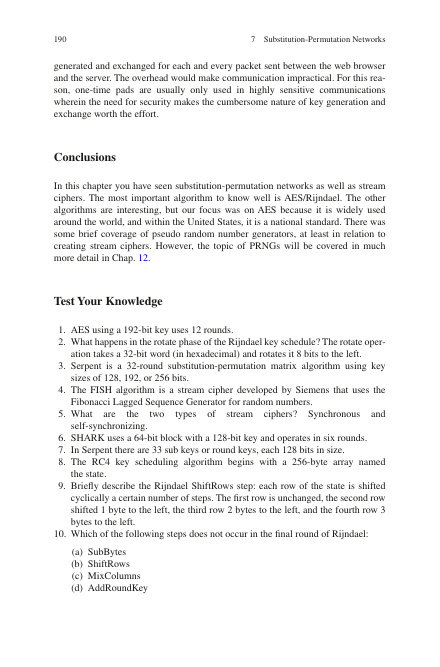 190
7 Substitution-Permutation Networks
generated and exchanged for each and every packet sent between the web browser
and the server. The overhead would make communication impractical. For this rea-
son, one-time pads are usually only used in highly sensitive communications
wherein the need for security makes the cumbersome nature of key generation and
exchange worth the effort.
Conclusions
In this chapter you have seen substitution-permutation networks as well as stream
ciphers. The most important algorithm to know well is AES/Rijndael. The other
algorithms are interesting, but our focus was on AES because it is widely used
around the world, and within the United States, it is a national standard. There was
some brief coverage of pseudo random number generators, at least in relation to
creating stream ciphers. However, the topic of PRNGs will be covered in much
more detail in Chap. 12.
Test Your Knowledge
1. AES using a 192-bit key uses 12 rounds.
2. What happens in the rotate phase of the Rijndael key schedule? The rotate oper-
ation takes a 32-bit word (in hexadecimal) and rotates it 8 bits to the left.
3. Serpent is a 32-round substitution-permutation matrix algorithm using key
sizes of 128, 192, or 256 bits.
4. The FISH algorithm is a stream cipher developed by Siemens that uses the
Fibonacci Lagged Sequence Generator for random numbers.
5. What are the two types of stream ciphers? Synchronous and
self-synchronizing.
6. SHARK uses a 64-bit block with a 128-bit key and operates in six rounds.
7. In Serpent there are 33 sub keys or round keys, each 128 bits in size.
8. The RC4 key scheduling algorithm begins with a 256-byte array named
the state.
9. Briefly describe the Rijndael ShiftRows step: each row of the state is shifted
cyclically a certain number of steps. The first row is unchanged, the second row
shifted 1 byte to the left, the third row 2 bytes to the left, and the fourth row 3
bytes to the left.
10. Which of the following steps does not occur in the final round of Rijndael:
(a) SubBytes
(b) ShiftRows
(c) MixColumns
(d) AddRoundKey